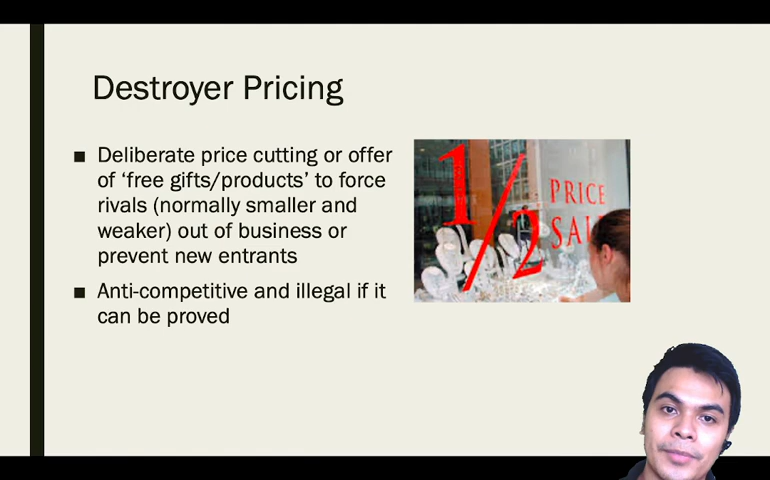 Destroyer Pricing
■ Deliberate price cutting or offer
of ‘free gifts/products’ to force
rivals (normally smaller and
weaker) out of business or
prevent new entrants
■ Anti-competitive and illegal if it
can be proved
1/2
PRICE